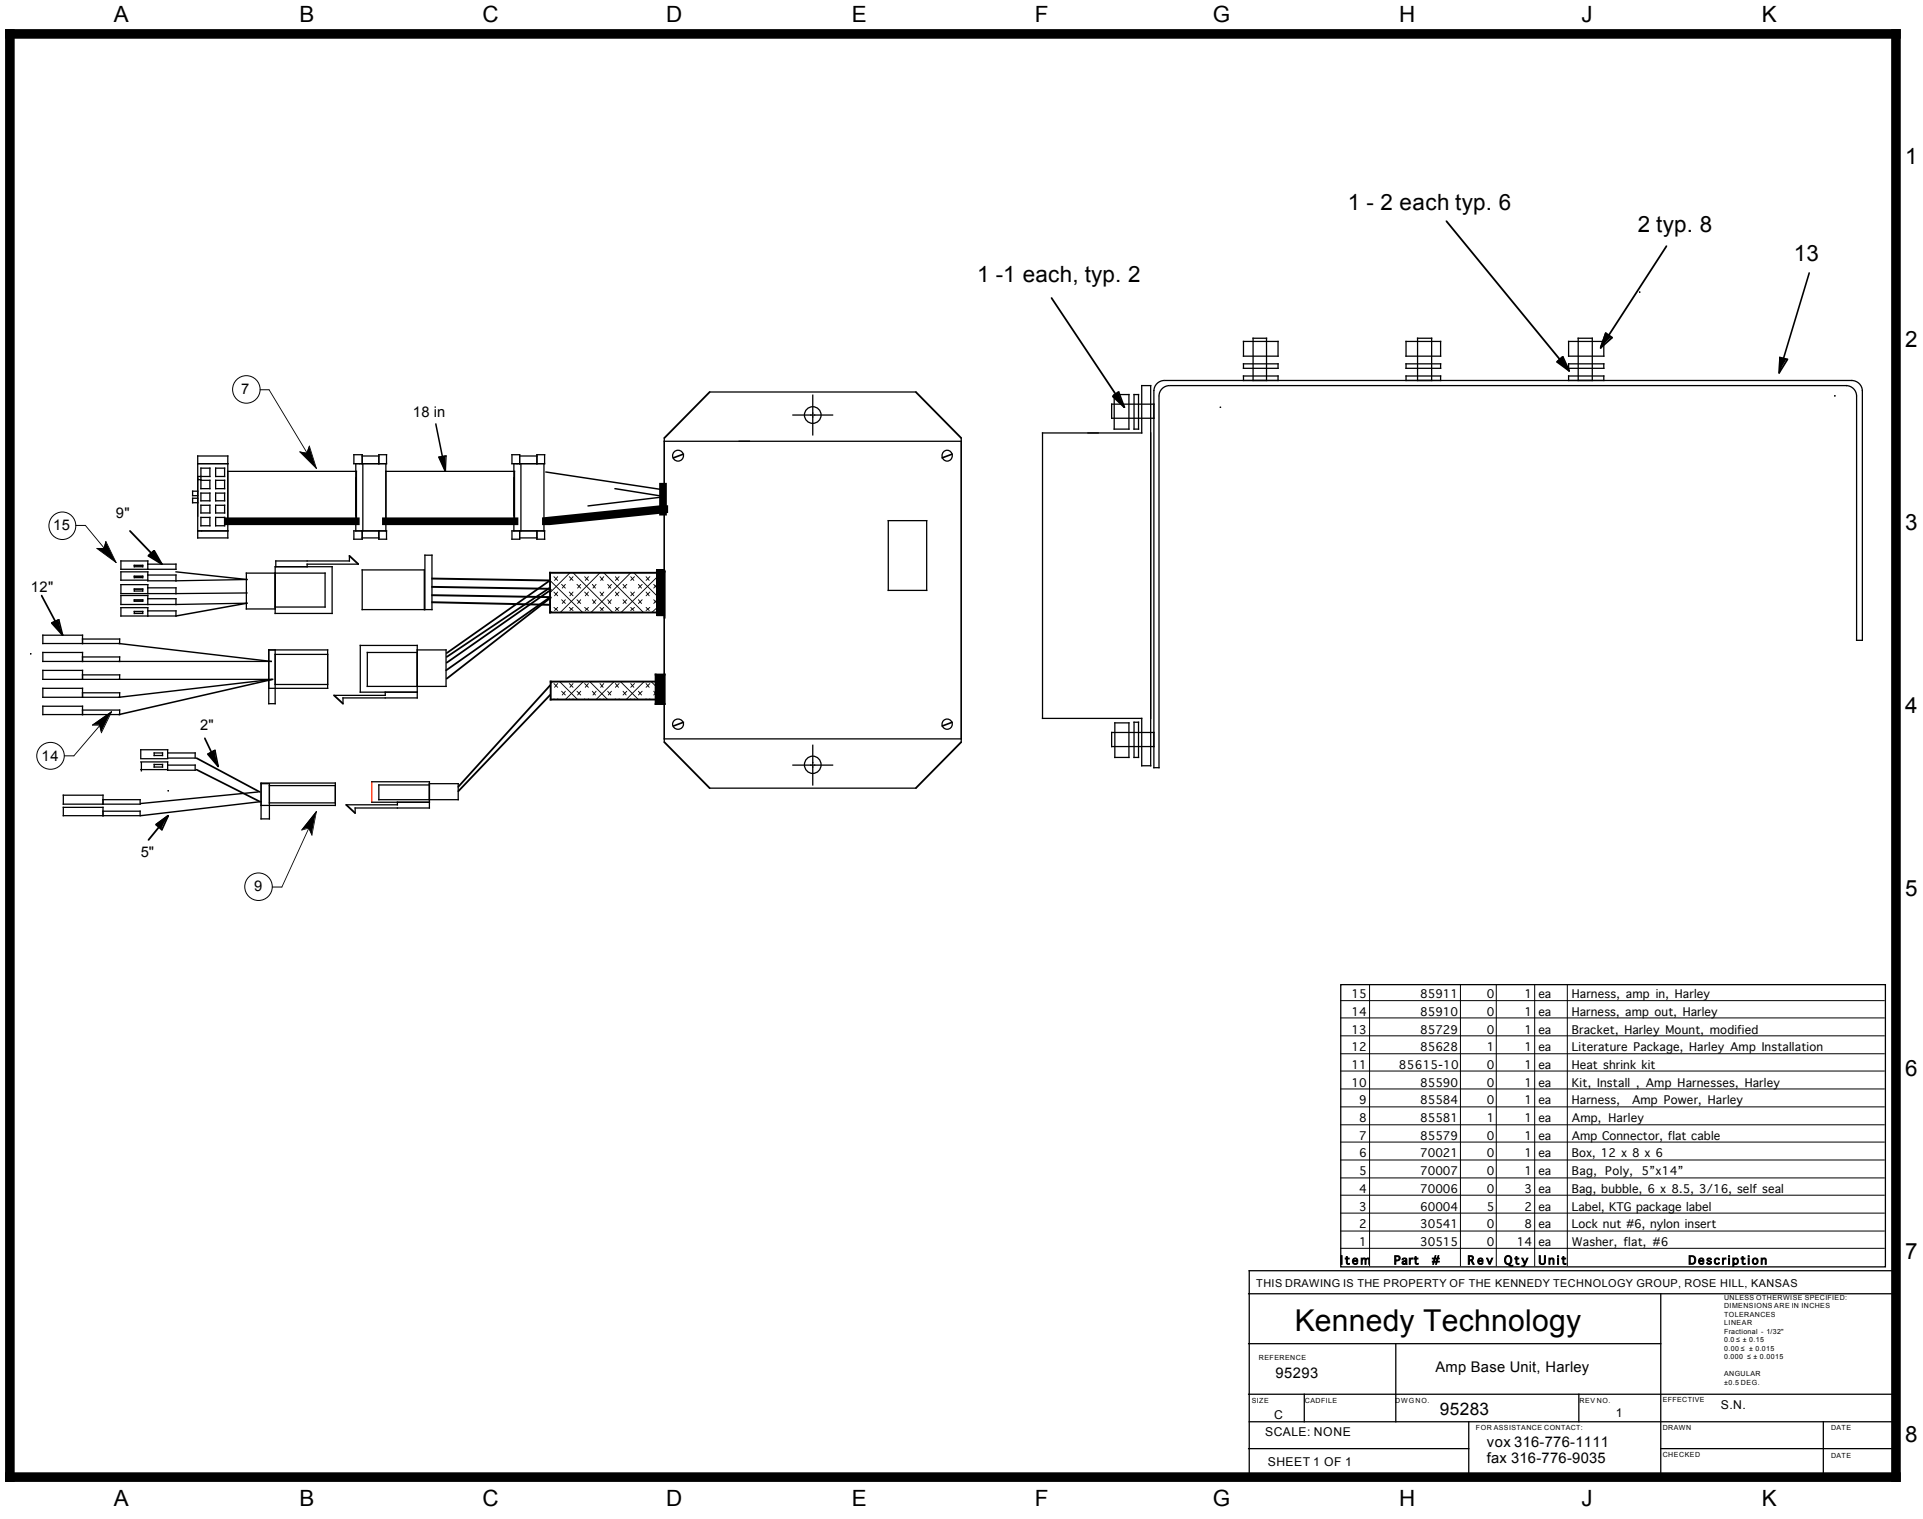 A B C D E F G H J K
1
2
3
4
5
6
7
8
1 - 2 each typ. 6
2 typ. 8
13
1 -1 each, typ. 2
7
18 in
15
9"
12"
14
2"
5"
9
15 85911 0 1 ea Harness, amp in, Harley
14 85910 0 1 ea Harness, amp out, Harley
13 85729 0 1 ea Bracket, Harley Mount, modified
12 85628 1 1 ea Literature Package, Harley Amp Installation
11 85615-10 0 1 ea Heat shrink kit
10 85590 0 1 ea Kit, Install , Amp Harnesses, Harley
9 85584 0 1 ea Harness, Amp Power, Harley
8 85581 1 1 ea Amp, Harley
7 85579 0 1 ea Amp Connector, flat cable
6 70021 0 1 ea Box, 12 x 8 x 6
5 70007 0 1 ea Bag, Poly, 5"x14"
4 70006 0 3 ea Bag, bubble, 6 x 8.5, 3/16, self seal
3 60004 5 2 ea Label, KTG package label
2 30541 0 8 ea Lock nut #6, nylon insert
1 30515 0 14 ea Washer, flat, #6
Item Part # Rev Qty Unit Description
THIS DRAWING IS THE PROPERTY OF THE KENNEDY TECHNOLOGY GROUP, ROSE HILL, KANSAS
Kennedy Technology
UNLESS OTHERWISE SPECIFIED:
DIMENSIONS ARE IN INCHES
TOLERANCES
LINEAR
Fractional - 1/32"
0.0 ≤ ± 0.15
0.00 ≤ ± 0.015
0.000 ≤ ± 0.0015
ANGULAR
±0.5 DEG.
REFERENCE
95293
Amp Base Unit, Harley
SIZE
C
CADFILE
DWG NO.
95283
REV NO.
1
EFFECTIVE
S.N.
SCALE: NONE
SHEET 1 OF 1
FOR ASSISTANCE CONTACT:
vox 316-776-1111
fax 316-776-9035
DRAWN
DATE
CHECKED
DATE
A B C D E F G H J K